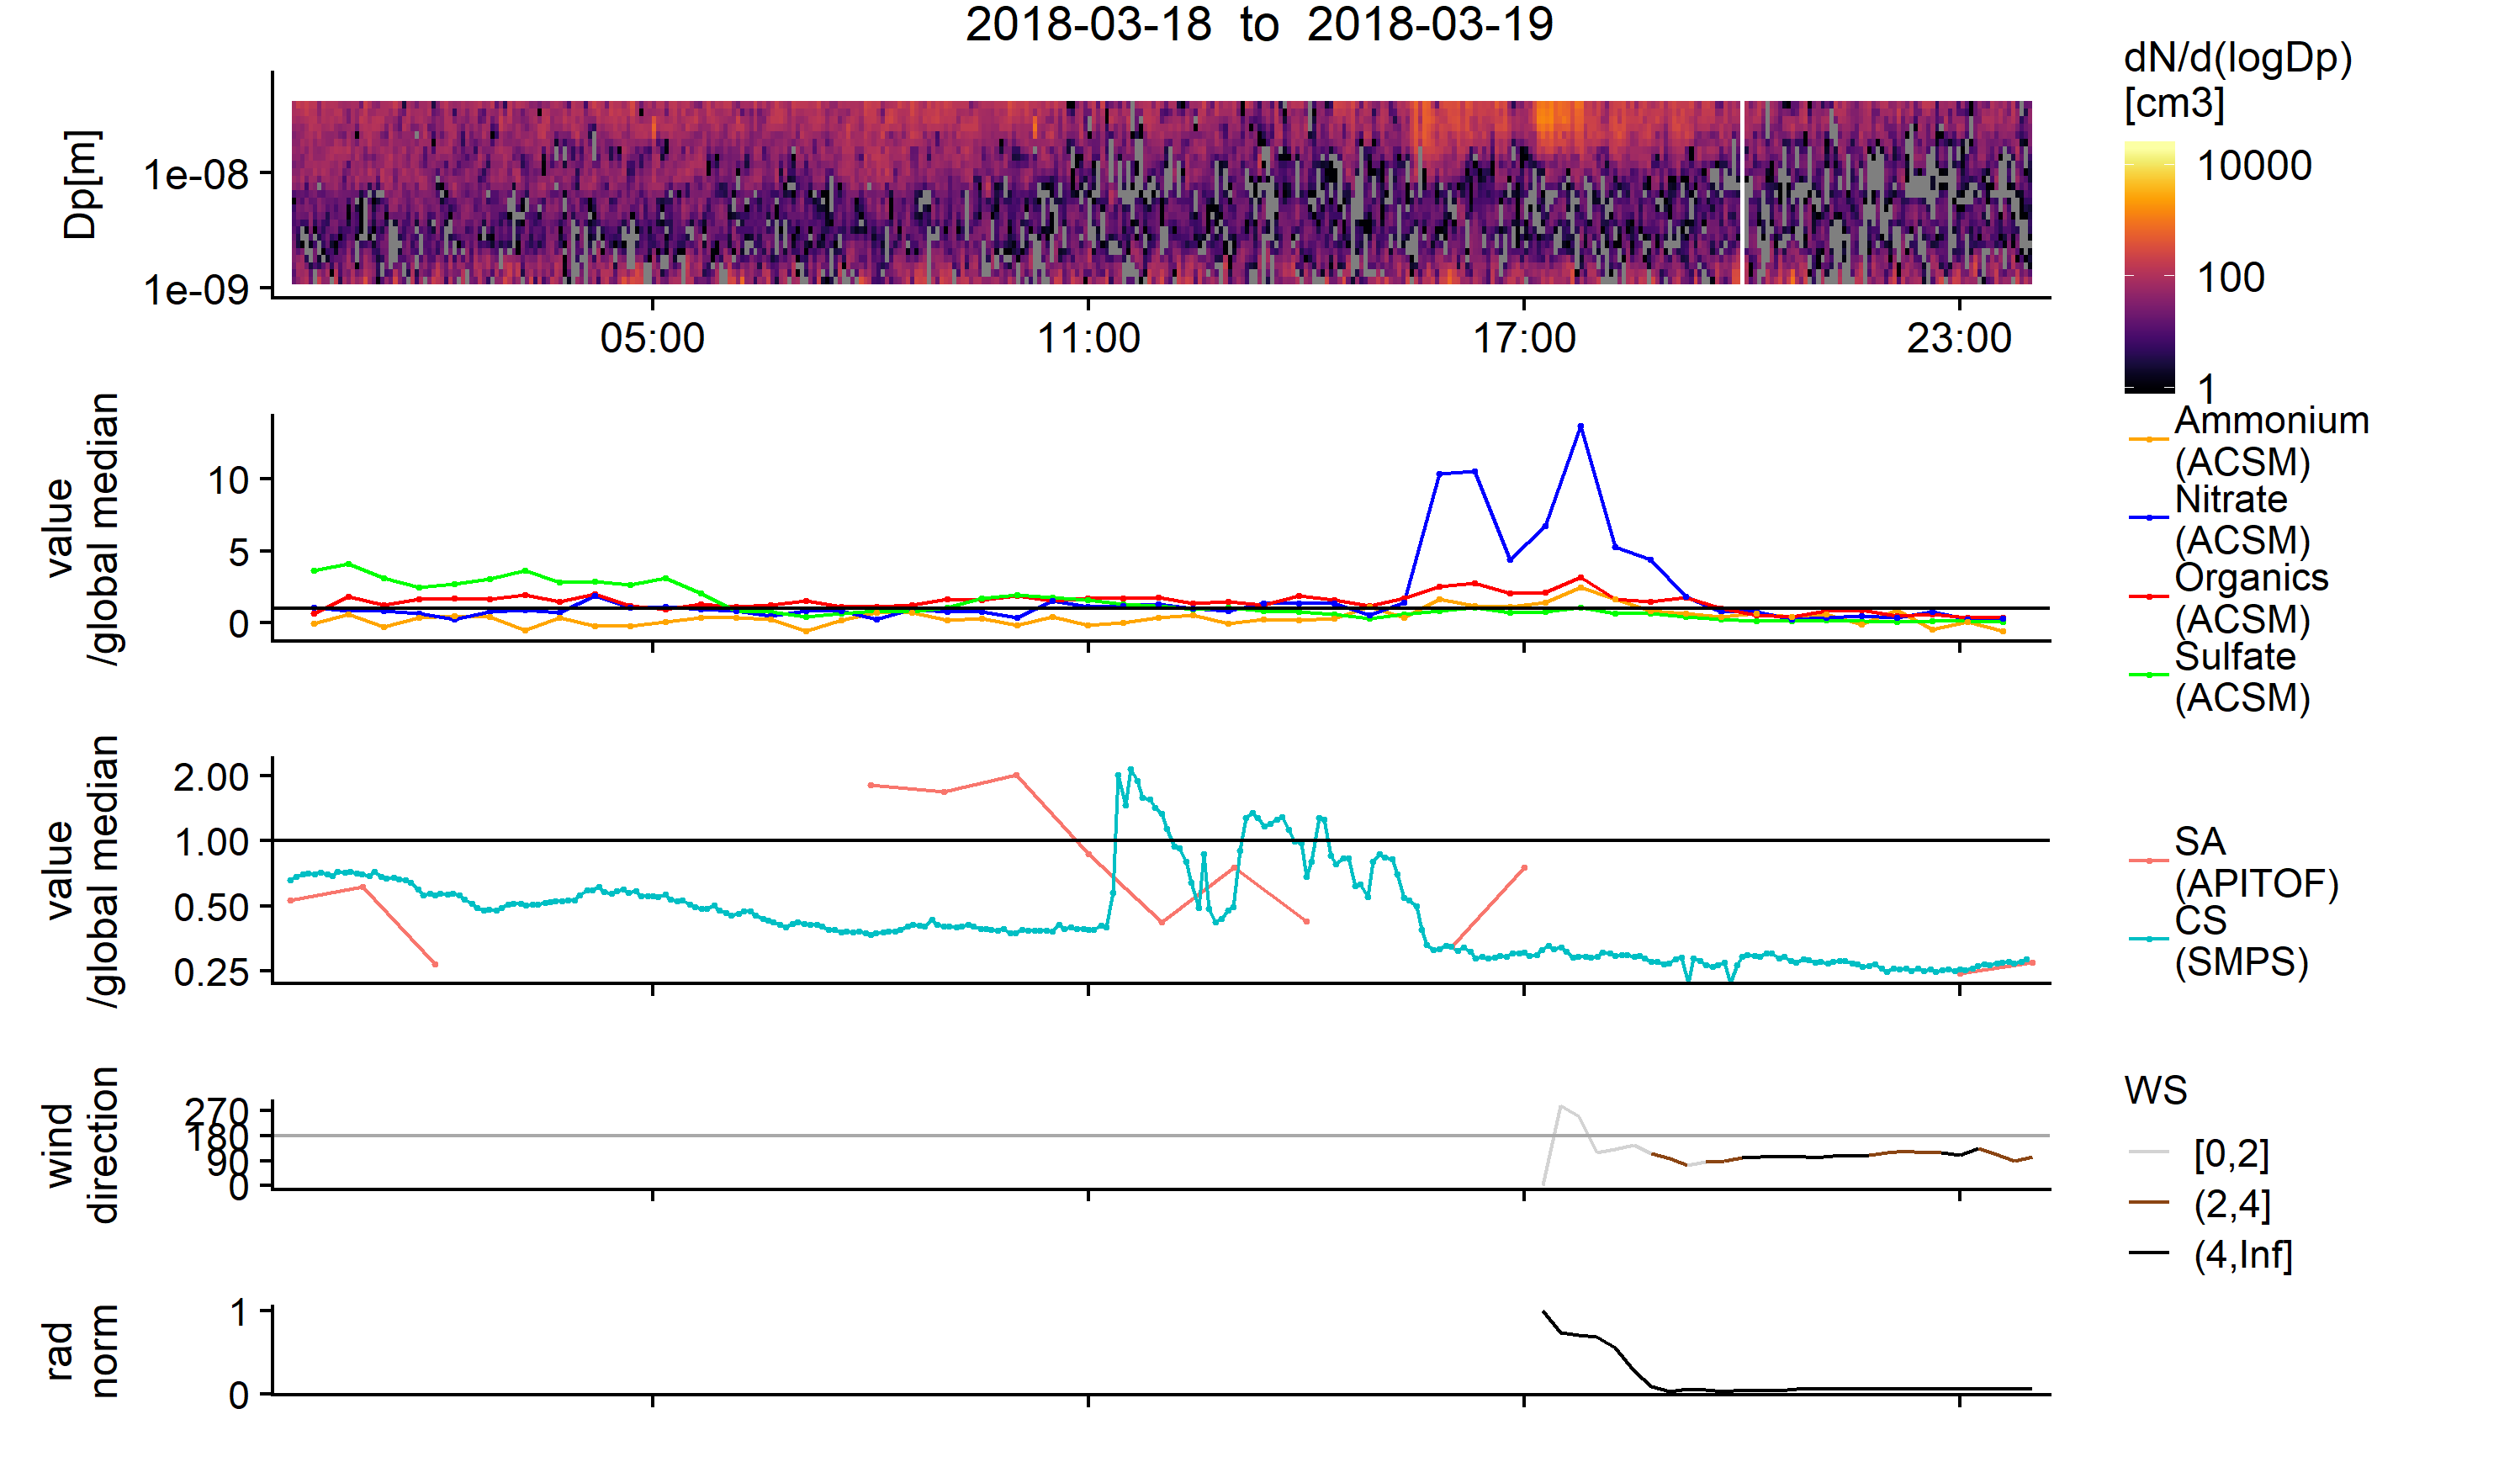 2018-03-18 to 2018-03-19
Dp[m]
1e-08
1e-09
05:00
11:00
17:00
23:00
dN/d(logDp)
[cm3]
10000
100
1
value
/global median
10
5
0
Ammonium
(ACSM)
Nitrate
(ACSM)
Organics
(ACSM)
Sulfate
(ACSM)
value
/global median
2.00
1.00
0.50
0.25
SA
(APITOF)
CS
(SMPS)
wind
direction
270
180
90
0
WS
[0,2]
(2,4]
(4,Inf]
rad
norm
1
0